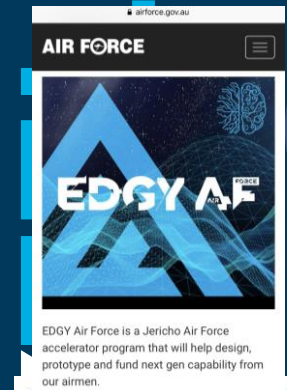 airforce.gov.au
AIR FORCE
EDGY AF
AIR
FORCE
EDGY Air Force is a Jericho Air Force
accelerator program that will help design,
prototype and fund next gen capability from
our airmen.